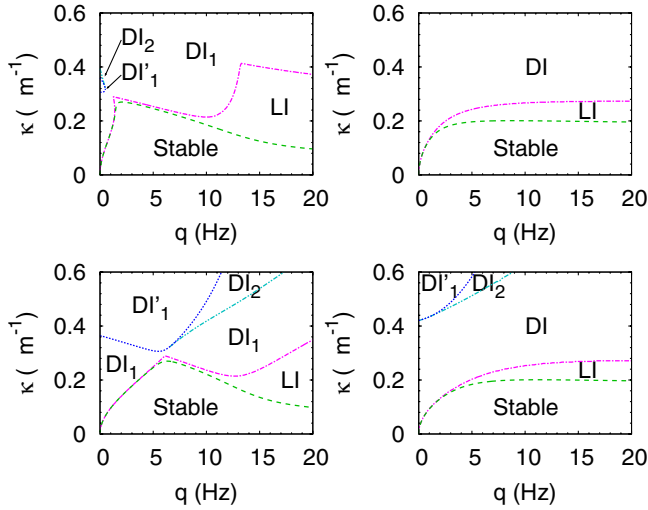 0.6
0.4
0.2
0
κ ( m⁻¹)
DI₂
DI'₁
DI₁
LI
Stable
0 5 10 15 20
q (Hz)
0.6
0.4
0.2
0
κ ( m⁻¹)
DI
LI
Stable
0 5 10 15 20
q (Hz)
0.6
0.4
0.2
0
κ ( m⁻¹)
DI'₁
DI₂
DI₁
DI₁
LI
Stable
0 5 10 15 20
q (Hz)
0.6
0.4
0.2
0
κ ( m⁻¹)
DI'₁ DI₂
DI
LI
Stable
0 5 10 15 20
q (Hz)